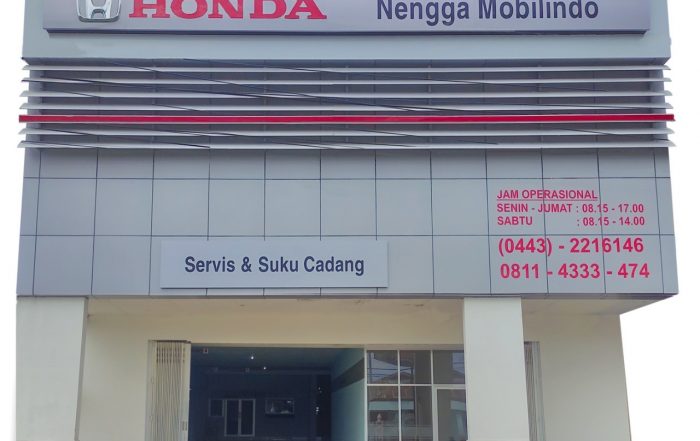 HONDA
Nengga Mobilindo
JAM OPERASIONAL
SENIN - JUMAT : 08.15 - 17.00
SABTU : 08.15 - 14.00
(0443) - 2216146
0811 - 4333 - 474
Servis & Suku Cadang